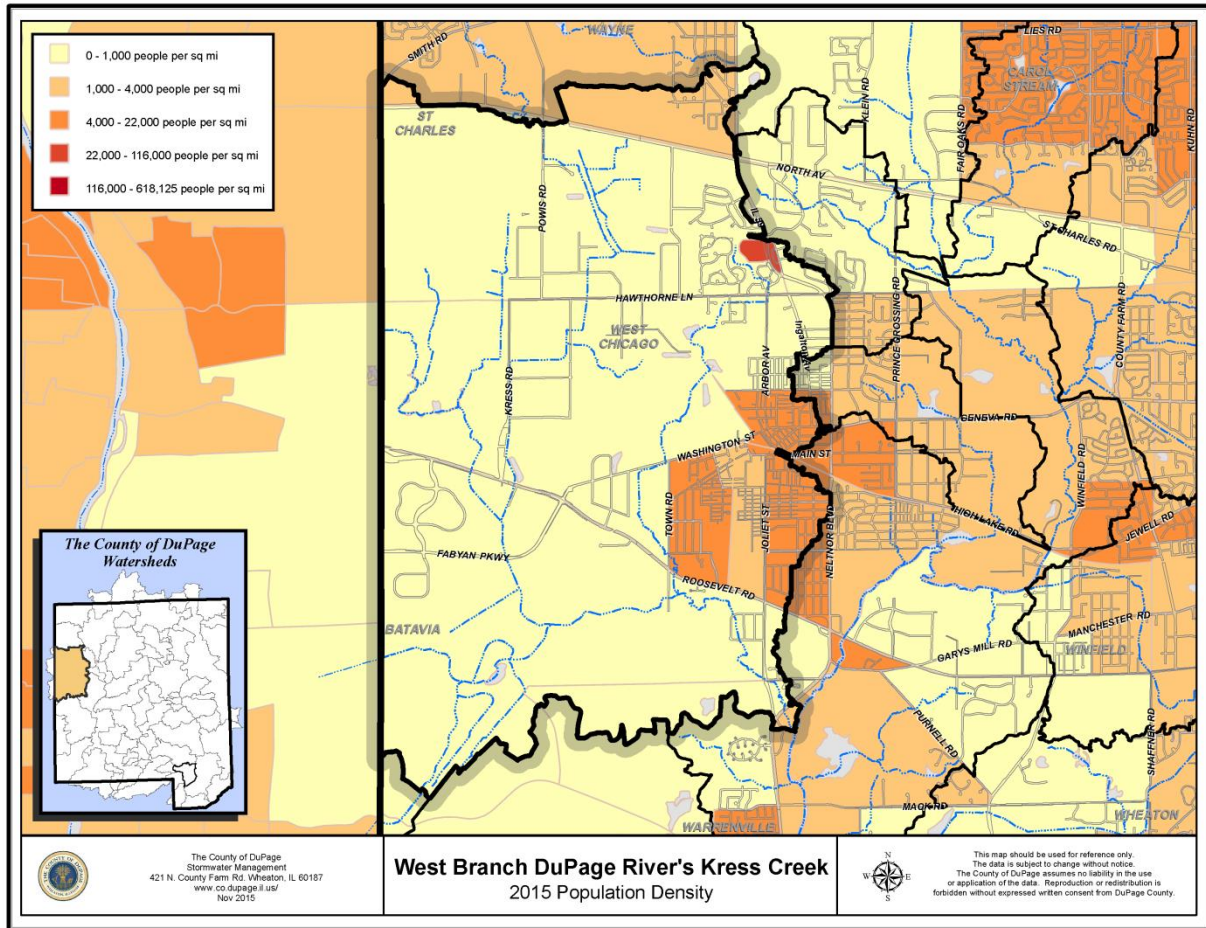 0 - 1,000 people per sq mi
1,000 - 4,000 people per sq mi
4,000 - 22,000 people per sq mi
22,000 - 116,000 people per sq mi
116,000 - 618,125 people per sq mi
WAYNE
SMITH RD
LIES RD
CAROL
STREAM
KLEIN RD
FAIR OAKS RD
KUHN RD
ST
CHARLES
POWIS RD
NORTH AV
ST CHARLES RD
HAWTHORNE LN
WEST
CHICAGO
KRESS RD
ARBOR AV
Ingalton Av
PRINCE CROSSING RD
COUNTY FARM RD
GENEVA RD
WASHINGTON ST
MAIN ST
WINFIELD RD
TOWN RD
JOLIET ST
NELTNOR BLVD
HIGH LAKE RD
JEWELL RD
FABYAN PKWY
ROOSEVELT RD
BATAVIA
MANCHESTER RD
WINFIELD
GARYS MILL RD
PURNELL RD
SHAFFNER RD
MACK RD
WARRENVILLE
WHEATON
The County of DuPage
Watersheds
THE COUNTY OF DUPAGE
The County of DuPage
Stormwater Management
421 N. County Farm Rd. Wheaton, IL 60187
www.co.dupage.il.us/
Nov 2015
West Branch DuPage River's Kress Creek
2015 Population Density
N
W
E
S
This map should be used for reference only.
The data is subject to change without notice.
The County of DuPage assumes no liability in the use
or application of the data. Reproduction or redistribution is
forbidden without expressed written consent from DuPage County.